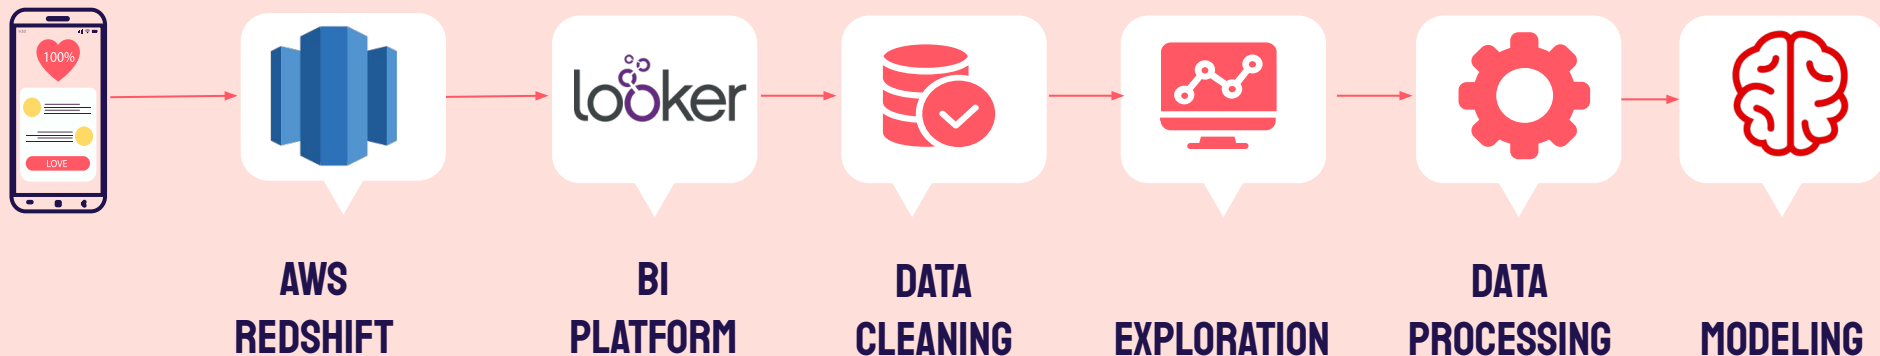 100%
LOVE
looker
AWS
REDSHIFT
BI
PLATFORM
DATA
CLEANING
EXPLORATION
DATA
PROCESSING
MODELING